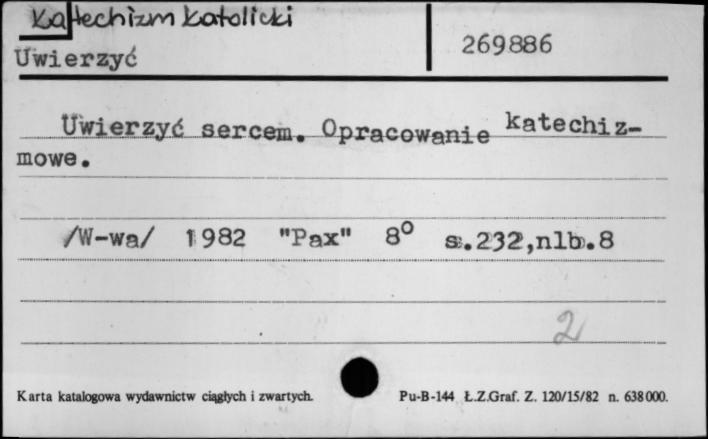 Katechizm katolicki
Uwierzyć
269886
Uwierzyć sercem. Opracowanie katechiz-
mowe.
/W-wa/ 1982 "Pax" 8° s.232,nlb.8
2
Karta katalogowa wydawnictw ciągłych i zwartych.
Pu-B-144 Ł.Z.Graf. Z. 120/15/82 n. 638000.